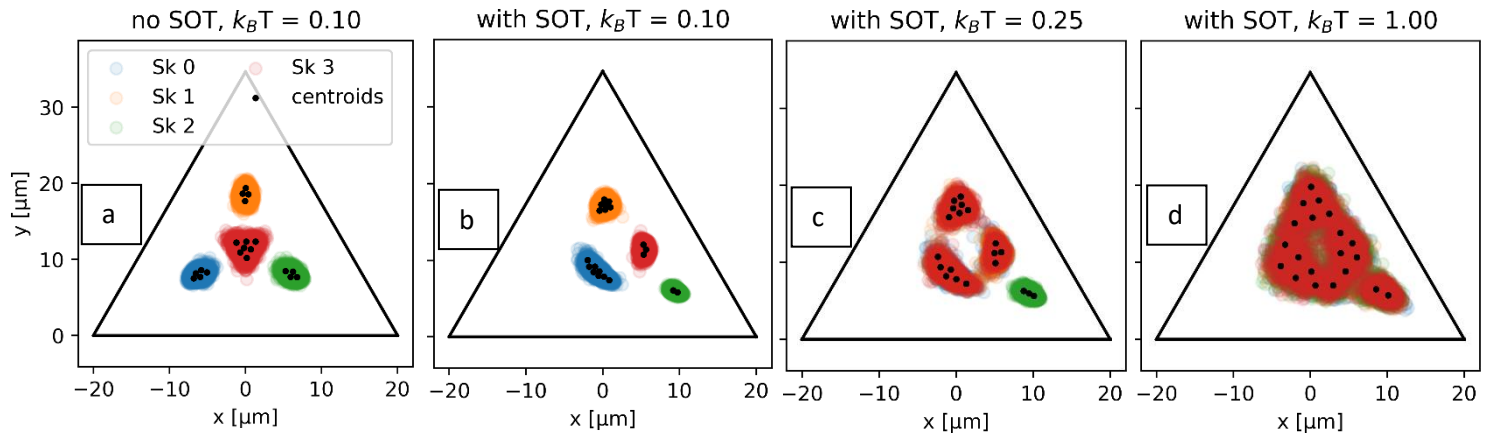 no SOT, k_BT = 0.10
with SOT, k_BT = 0.10
with SOT, k_BT = 0.25
with SOT, k_BT = 1.00
Sk 0
Sk 1
Sk 2
Sk 3
centroids
a
b
c
d
y [μm]
30
20
10
0
−20
−10
0
10
20
x [μm]
−20
−10
0
10
20
x [μm]
−20
−10
0
10
20
x [μm]
−20
−10
0
10
20
x [μm]